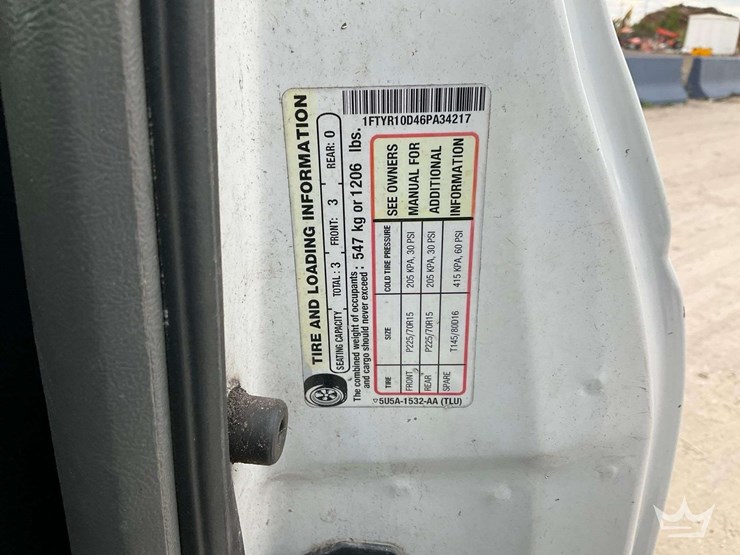 1FTYR10D46PA34217
TIRE AND LOADING INFORMATION
SEATING CAPACITY TOTAL: 3 FRONT: 3 REAR: 0
The combined weight of occupants
and cargo should never exceed: 547 kg or 1206 lbs.
TIRE SIZE COLD TIRE PRESSURE
FRONT P225/70R15 205 KPA, 30 PSI
REAR P225/70R15 205 KPA, 30 PSI
SPARE T145/80D16 415 KPA, 60 PSI
SEE OWNERS
MANUAL FOR
ADDITIONAL
INFORMATION
5U5A-1532-AA (TLU)